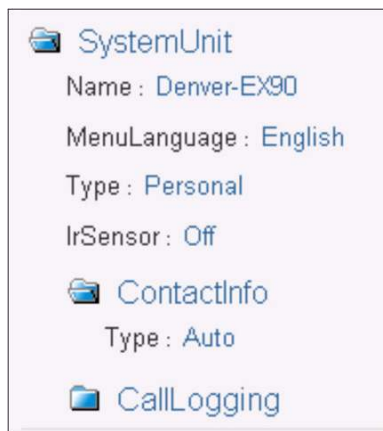 SystemUnit
Name : Denver-EX90
MenuLanguage : English
Type : Personal
IrSensor : Off
ContactInfo
Type : Auto
CallLogging